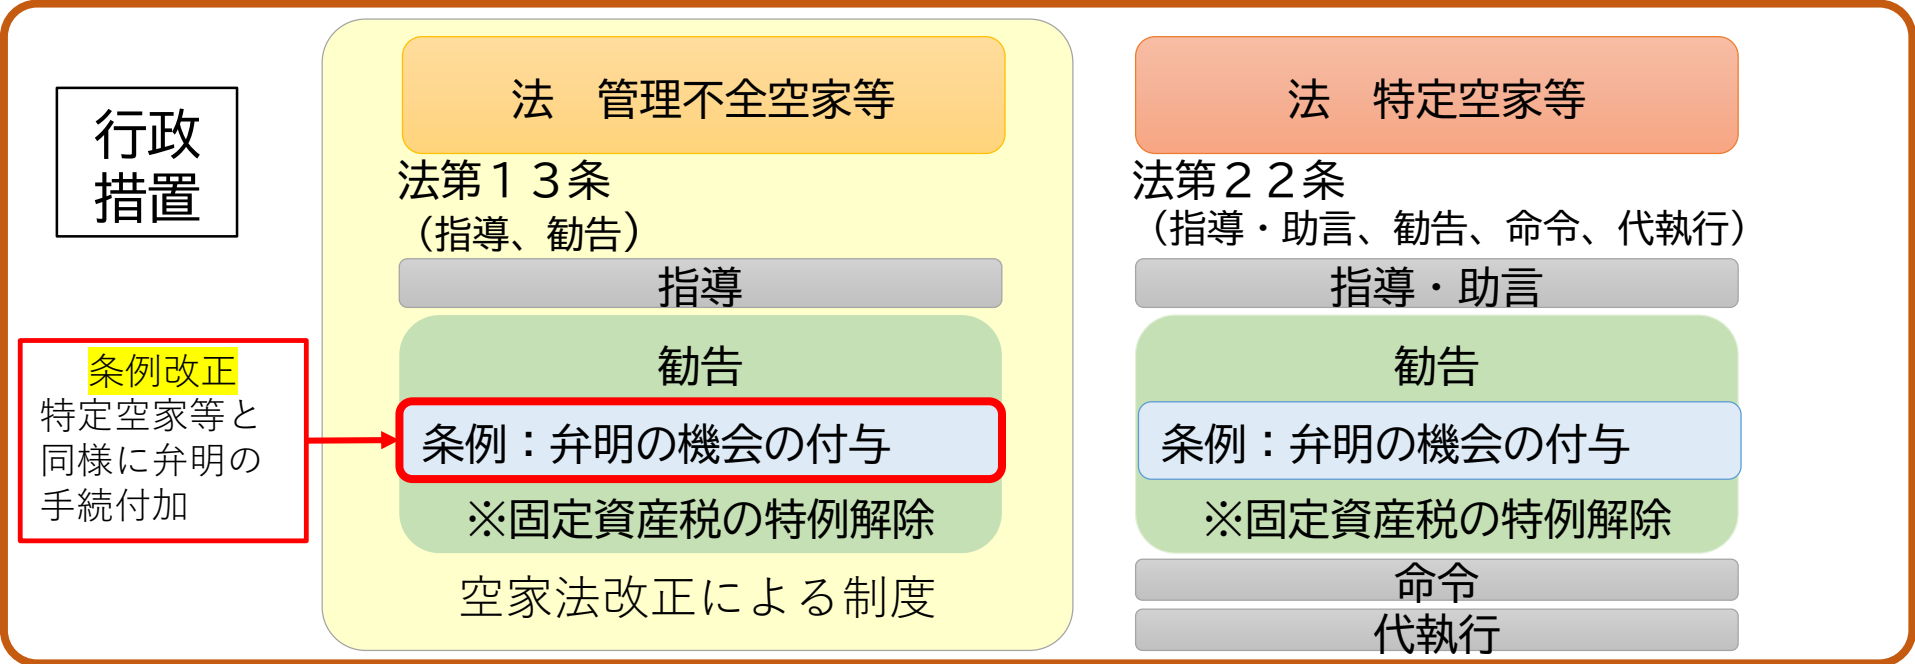 行政
措置
法　管理不全空家等
法第１３条
（指導、勧告）
指導
勧告
条例：弁明の機会の付与
※固定資産税の特例解除
空家法改正による制度
条例改正
特定空家等と
同様に弁明の
手続付加
法　特定空家等
法第２２条
（指導・助言、勧告、命令、代執行）
指導・助言
勧告
条例：弁明の機会の付与
※固定資産税の特例解除
命令
代執行